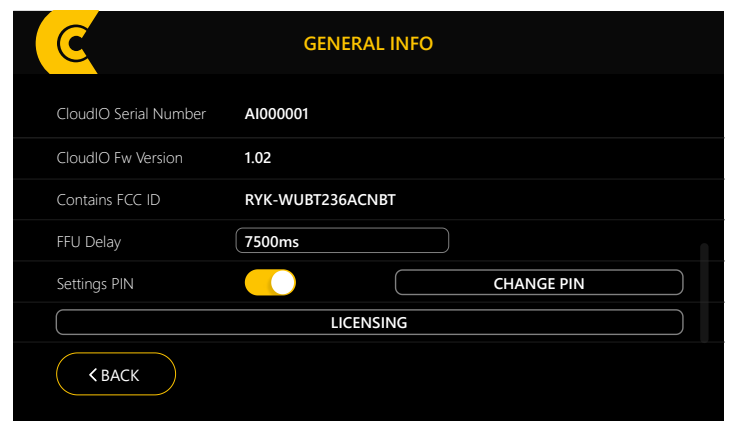 GENERAL INFO
CloudIO Serial Number AI000001
CloudIO Fw Version 1.02
Contains FCC ID RYK-WUBT236ACNBT
FFU Delay 7500ms
Settings PIN CHANGE PIN
LICENSING
BACK